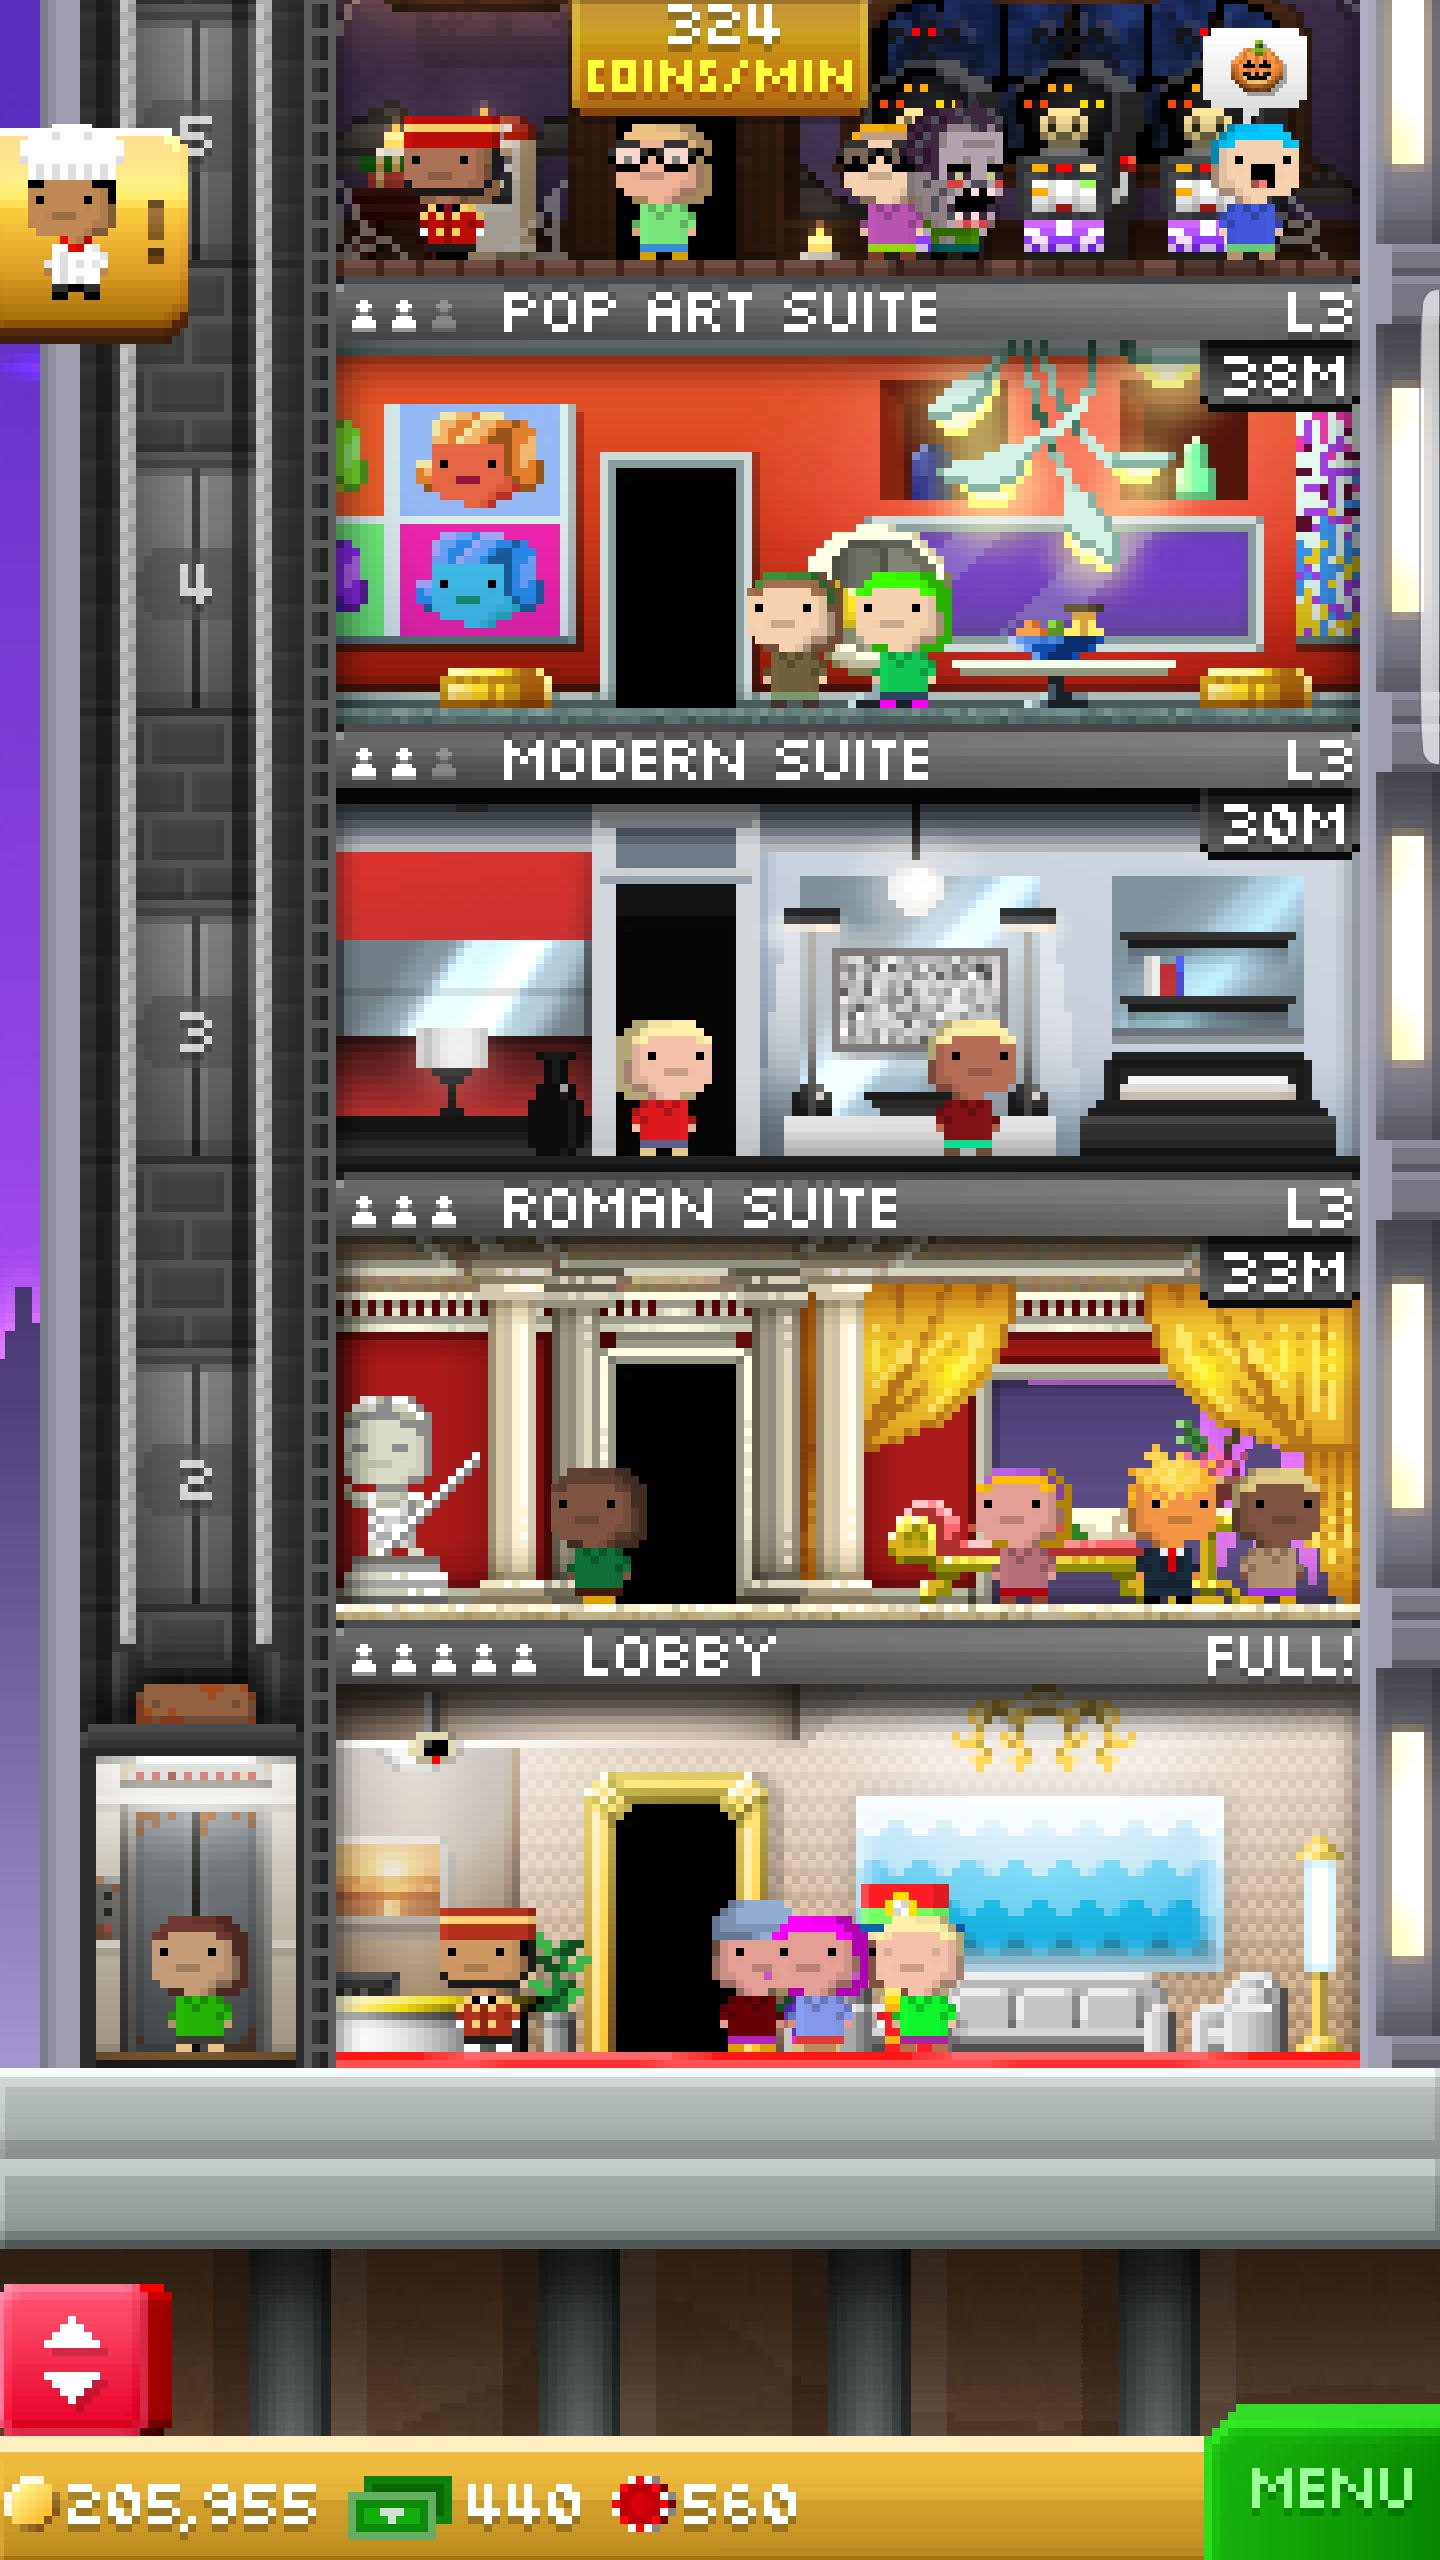 324
COINS/MIN
5
!
POP ART SUITE L3
38M
4
MODERN SUITE L3
30M
3
ROMAN SUITE L3
33M
2
LOBBY FULL!
205,955 440 560
MENU